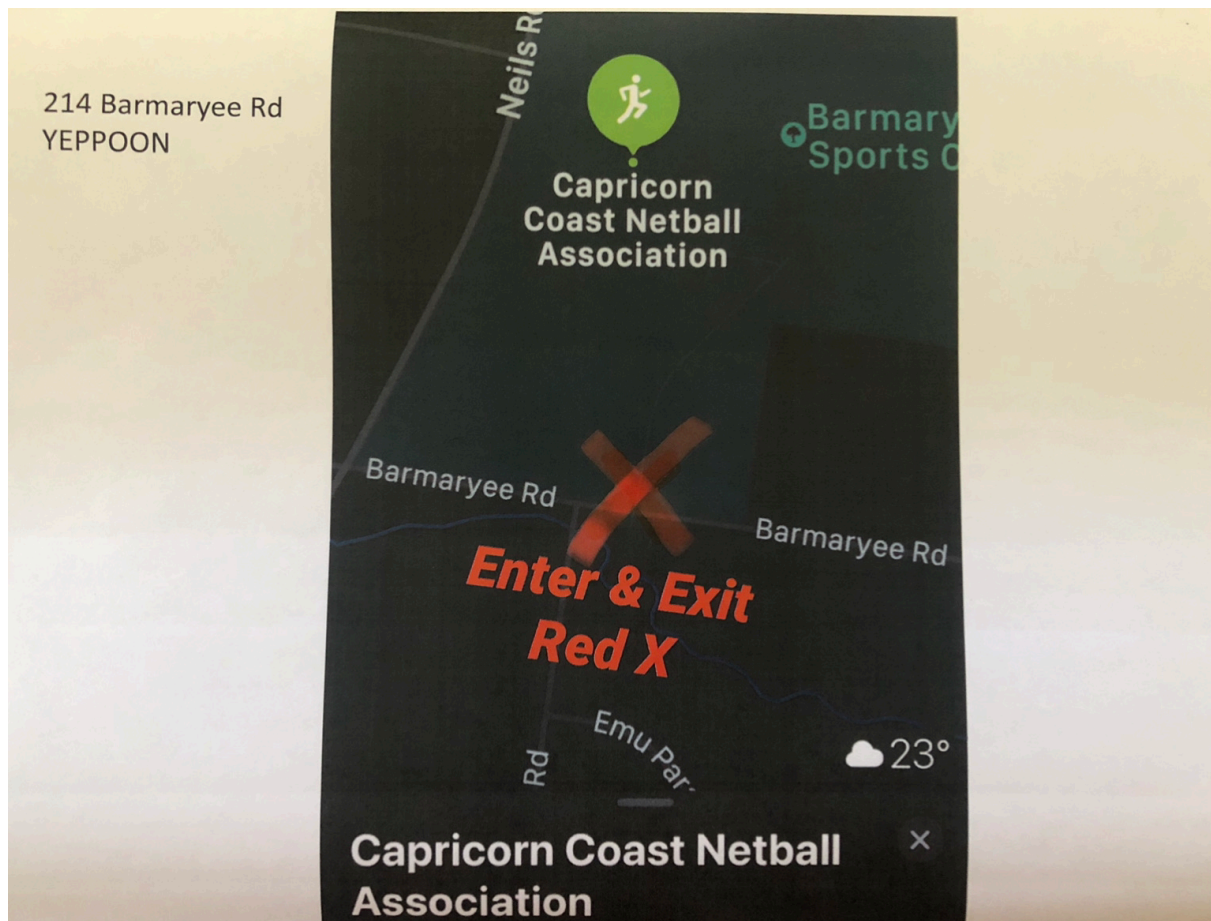 214 Barmaryee Rd
YEPPOON
Neils R
Capricorn
Coast Netball
Association
Barmary
Sports C
Barmaryee Rd
Barmaryee Rd
Enter & Exit
Red X
Emu Par
Rd
23°
Capricorn Coast Netball
Association